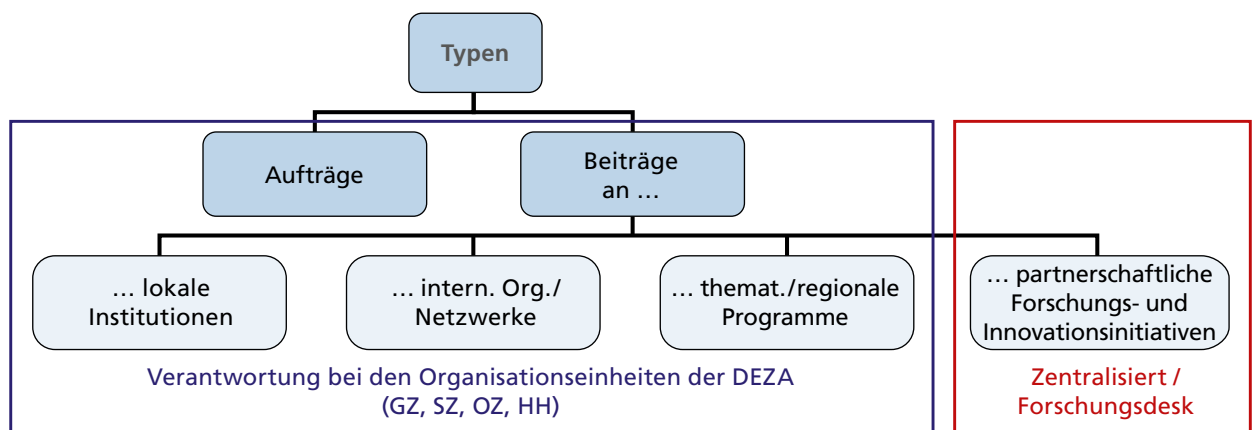 Typen
Aufträge
Beiträge
an …
… lokale
Institutionen
… intern. Org./
Netzwerke
… themat./regionale
Programme
… partnerschaftliche
Forschungs- und
Innovationsinitiativen
Verantwortung bei den Organisationseinheiten der DEZA
(GZ, SZ, OZ, HH)
Zentralisiert /
Forschungsdesk